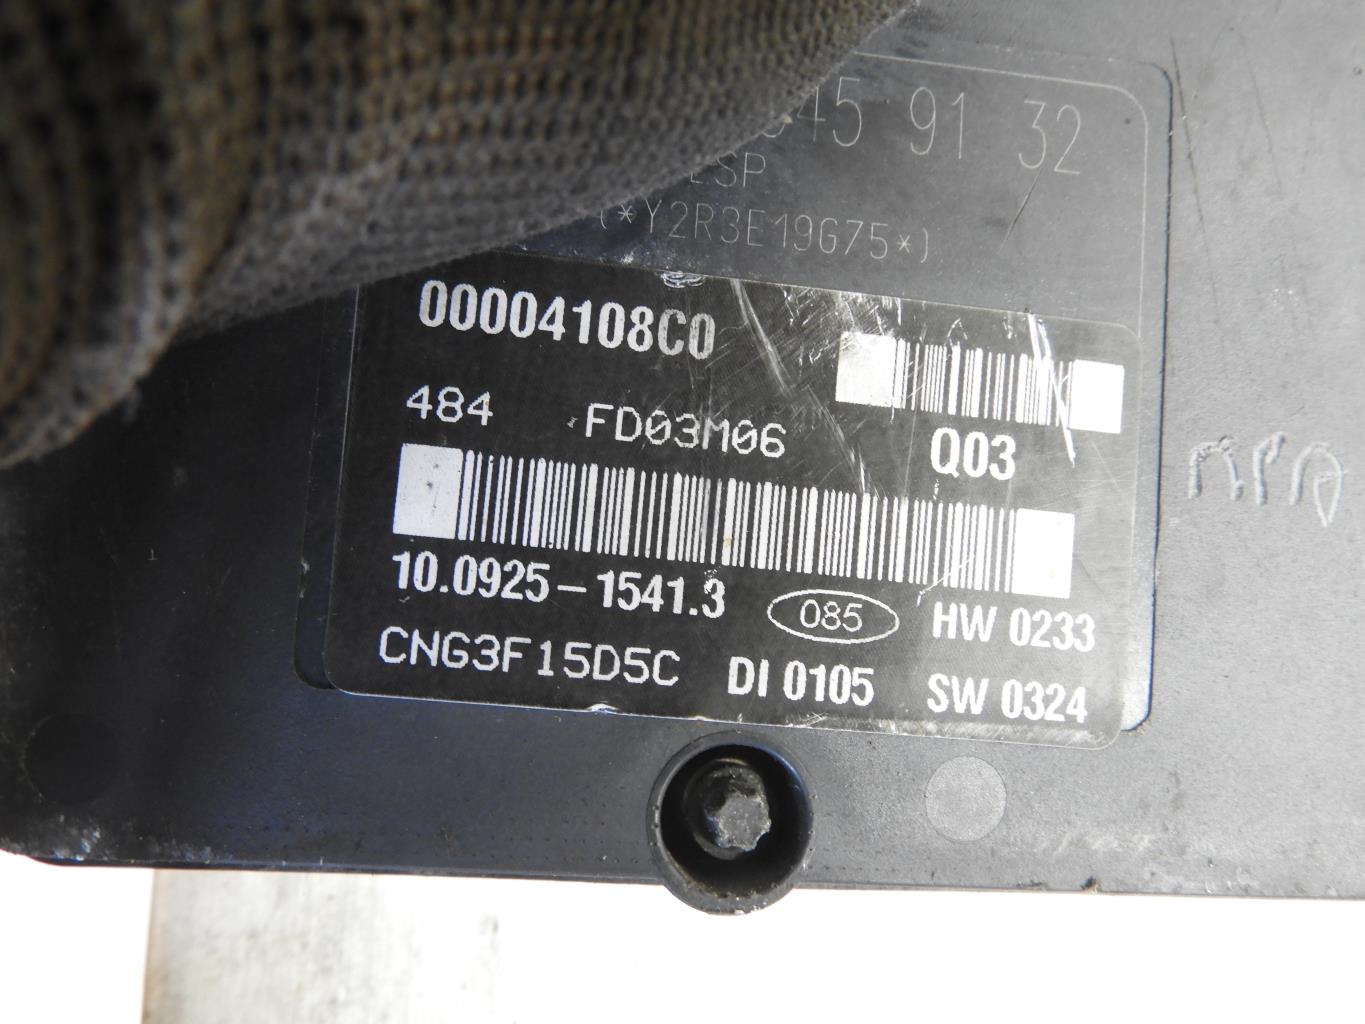 45 91 32
ESP
(*Y2R3E19G75*)
00004108C0
484 FD03M06
Q03
10.0925-1541.3 085 HW 0233
CNG3F15D5C DI 0105 SW 0324